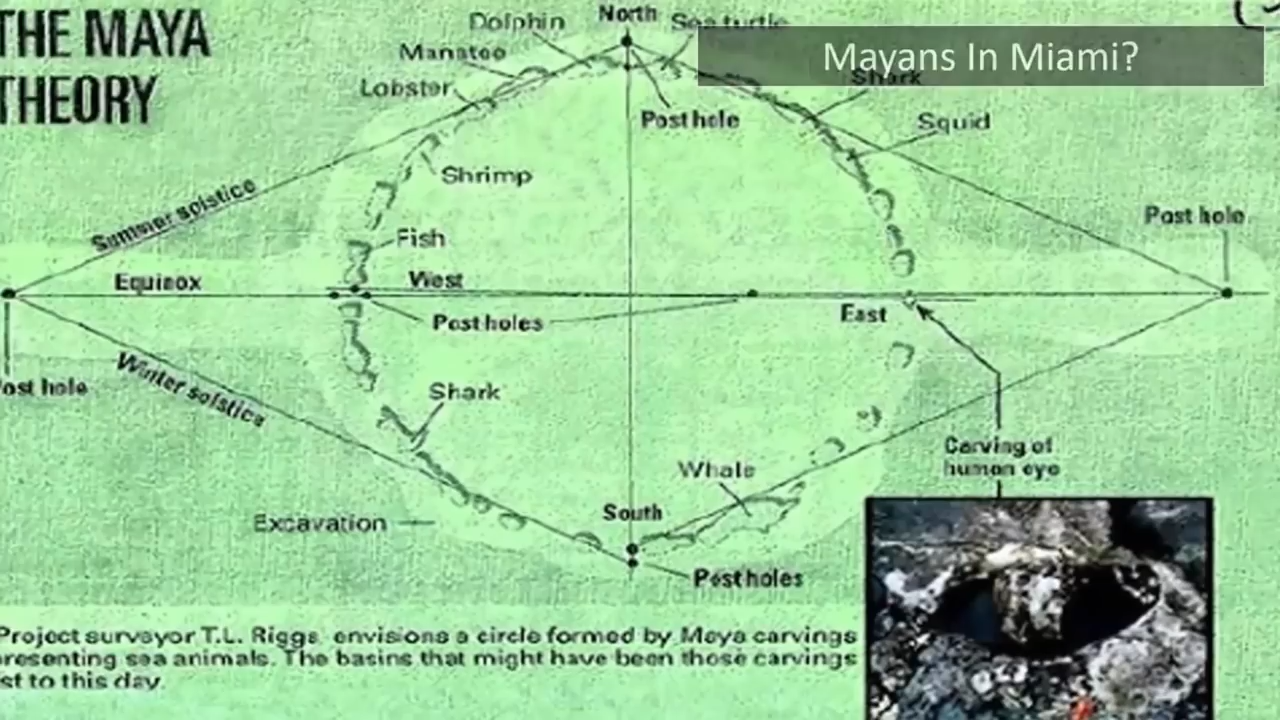 THE MAYA
THEORY
Mayans In Miami?
North
Dolphin
Sea turtle
Manatee
Lobster
Shark
Post hole
Squid
Shrimp
Summer solstice
Post hole
Fish
Equinox
West
Post holes
East
Winter solstice
ost hole
Shark
Carving of
human eye
Whale
South
Excavation
Post holes
Project surveyor T.L. Riggs envisions a circle formed by Maya carvings
resenting sea animals. The basins that might have been those carvings
st to this day.